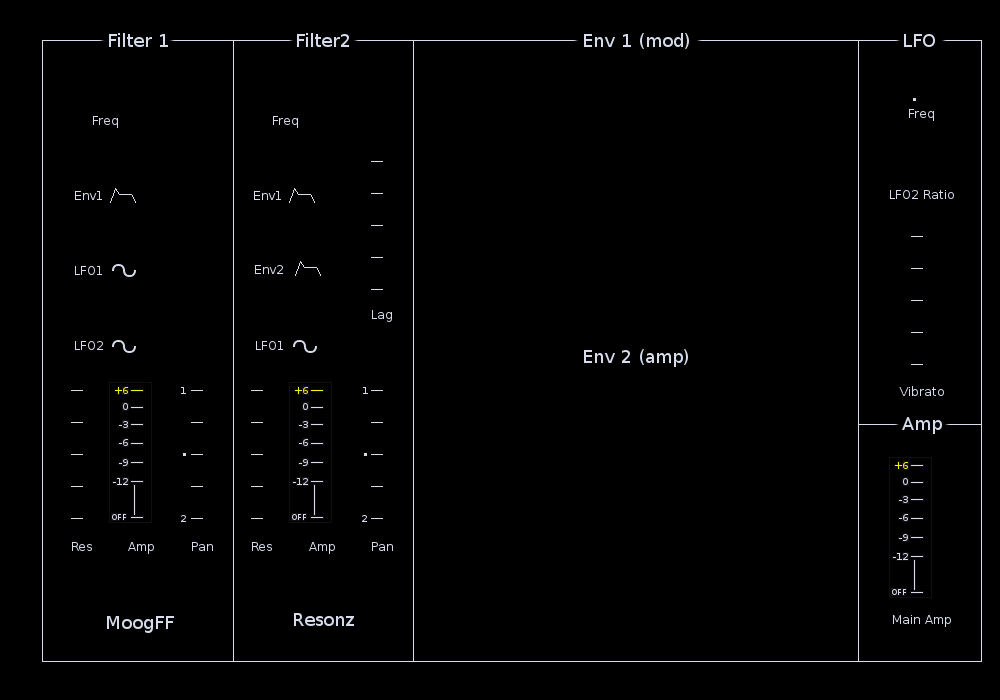 Filter 1
Filter2
Env 1 (mod)
LFO
Freq
Freq
Freq
Env1
Env1
LFO2 Ratio
LFO1
Env2
Lag
LFO2
LFO1
Env 2 (amp)
Vibrato
+6
0
-3
-6
-9
-12
OFF
1
2
+6
0
-3
-6
-9
-12
OFF
1
2
Amp
+6
0
-3
-6
-9
-12
OFF
Res Amp Pan
Res Amp Pan
MoogFF
Resonz
Main Amp